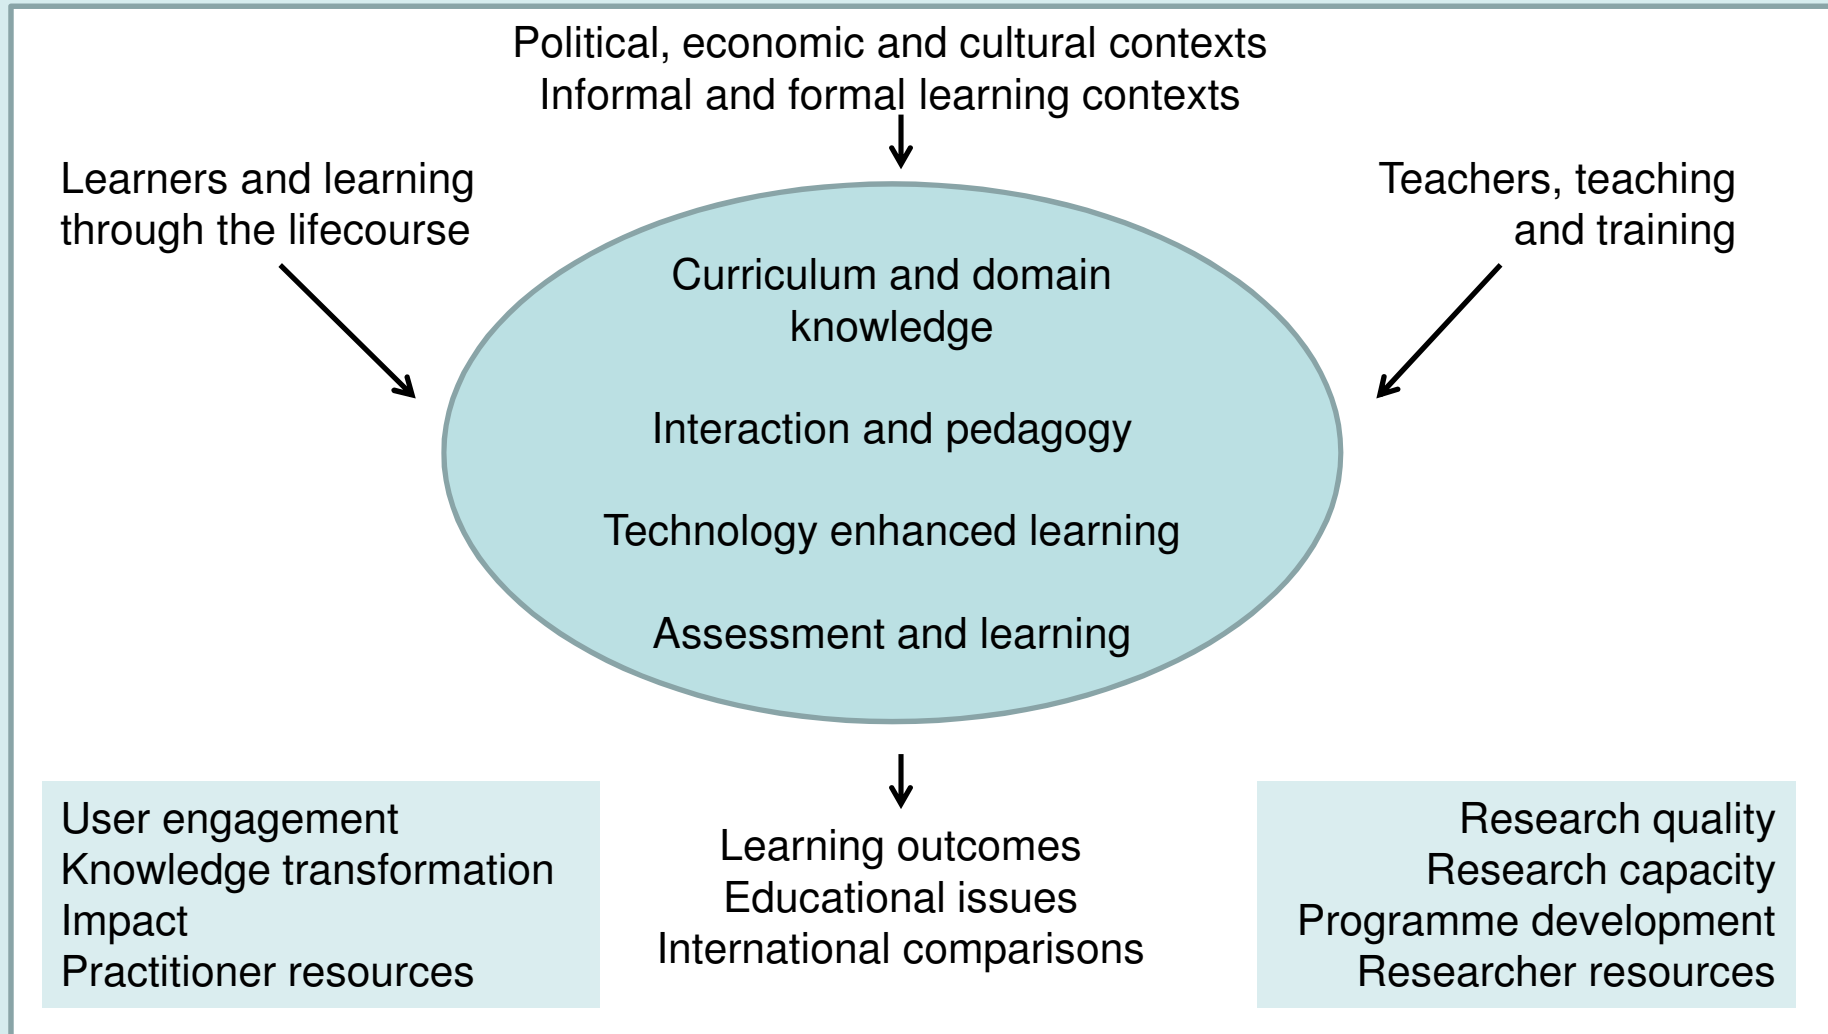 Political, economic and cultural contexts
Informal and formal learning contexts
Learners and learning
through the lifecourse
Teachers, teaching
and training
Curriculum and domain
knowledge
Interaction and pedagogy
Technology enhanced learning
Assessment and learning
User engagement
Knowledge transformation
Impact
Practitioner resources
Learning outcomes
Educational issues
International comparisons
Research quality
Research capacity
Programme development
Researcher resources